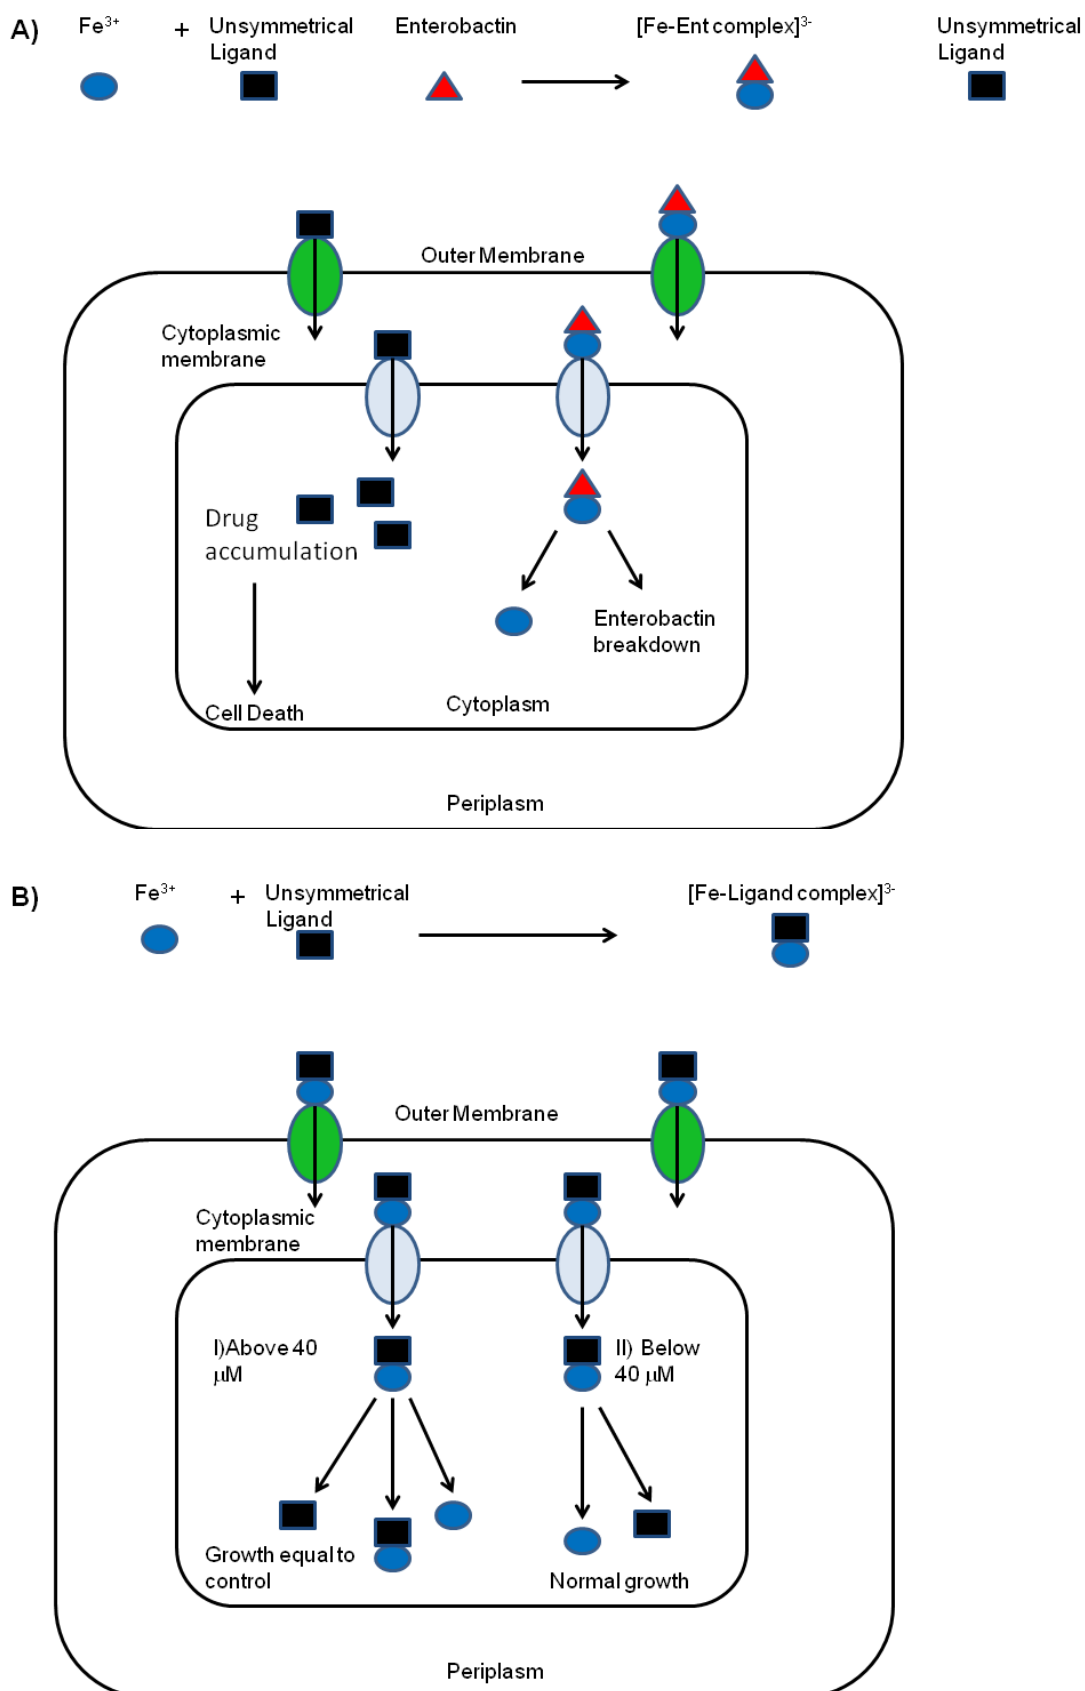 A)
Fe³⁺ + Unsymmetrical Ligand Enterobactin [Fe-Ent complex]³⁻ Unsymmetrical Ligand
Outer Membrane
Cytoplasmic
membrane
Drug
accumulation
Enterobactin
breakdown
Cell Death
Cytoplasm
Periplasm
B)
Fe³⁺ + Unsymmetrical Ligand [Fe-Ligand complex]³⁻
Outer Membrane
Cytoplasmic
membrane
I)Above 40
μM
II) Below
40 μM
Growth equal to
control
Normal growth
Periplasm